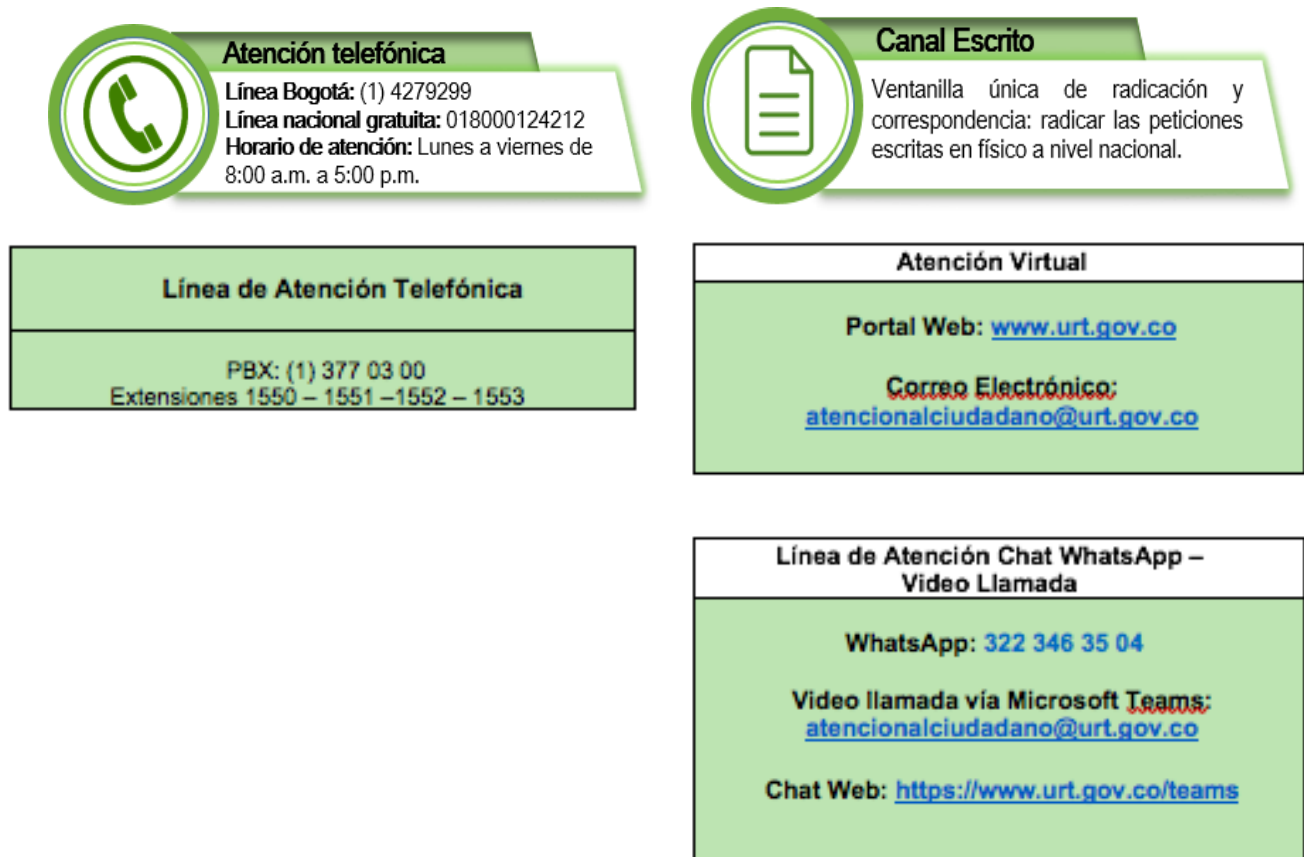 Atención telefónica
Línea Bogotá: (1) 4279299
Línea nacional gratuita: 018000124212
Horario de atención: Lunes a viernes de
8:00 a.m. a 5:00 p.m.
Canal Escrito
Ventanilla única de radicación y
correspondencia: radicar las peticiones
escritas en físico a nivel nacional.
Línea de Atención Telefónica
PBX: (1) 377 03 00
Extensiones 1550 – 1551 –1552 – 1553
Atención Virtual
Portal Web: www.urt.gov.co
Correo Electrónico:
atencionalciudadano@urt.gov.co
Línea de Atención Chat WhatsApp –
Video Llamada
WhatsApp: 322 346 35 04
Video llamada vía Microsoft Teams:
atencionalciudadano@urt.gov.co
Chat Web: https://www.urt.gov.co/teams